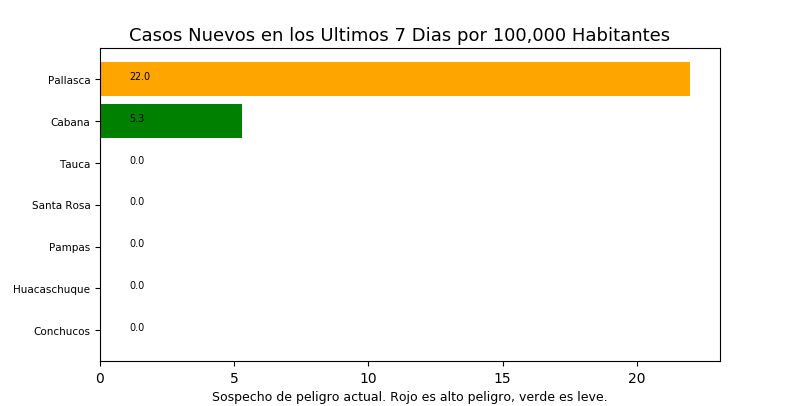 Casos Nuevos en los Ultimos 7 Dias por 100,000 Habitantes
Pallasca 22.0
Cabana 5.3
Tauca 0.0
Santa Rosa 0.0
Pampas 0.0
Huacaschuque 0.0
Conchucos 0.0
0 5 10 15 20
Sospecho de peligro actual. Rojo es alto peligro, verde es leve.